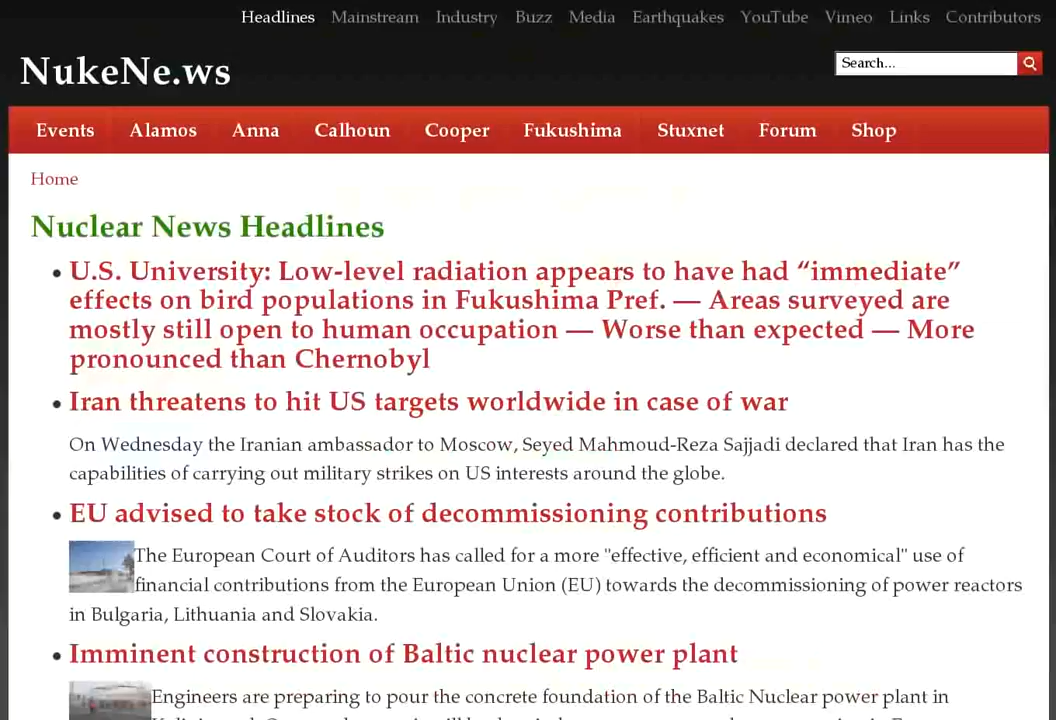 Headlines Mainstream Industry Buzz Media Earthquakes YouTube Vimeo Links Contributors
NukeNe.ws
Search...
Events Alamos Anna Calhoun Cooper Fukushima Stuxnet Forum Shop
Home
Nuclear News Headlines
• U.S. University: Low-level radiation appears to have had “immediate”
effects on bird populations in Fukushima Pref. — Areas surveyed are
mostly still open to human occupation — Worse than expected — More
pronounced than Chernobyl
• Iran threatens to hit US targets worldwide in case of war
On Wednesday the Iranian ambassador to Moscow, Seyed Mahmoud-Reza Sajjadi declared that Iran has the
capabilities of carrying out military strikes on US interests around the globe.
• EU advised to take stock of decommissioning contributions
The European Court of Auditors has called for a more "effective, efficient and economical" use of
financial contributions from the European Union (EU) towards the decommissioning of power reactors
in Bulgaria, Lithuania and Slovakia.
• Imminent construction of Baltic nuclear power plant
Engineers are preparing to pour the concrete foundation of the Baltic Nuclear power plant in